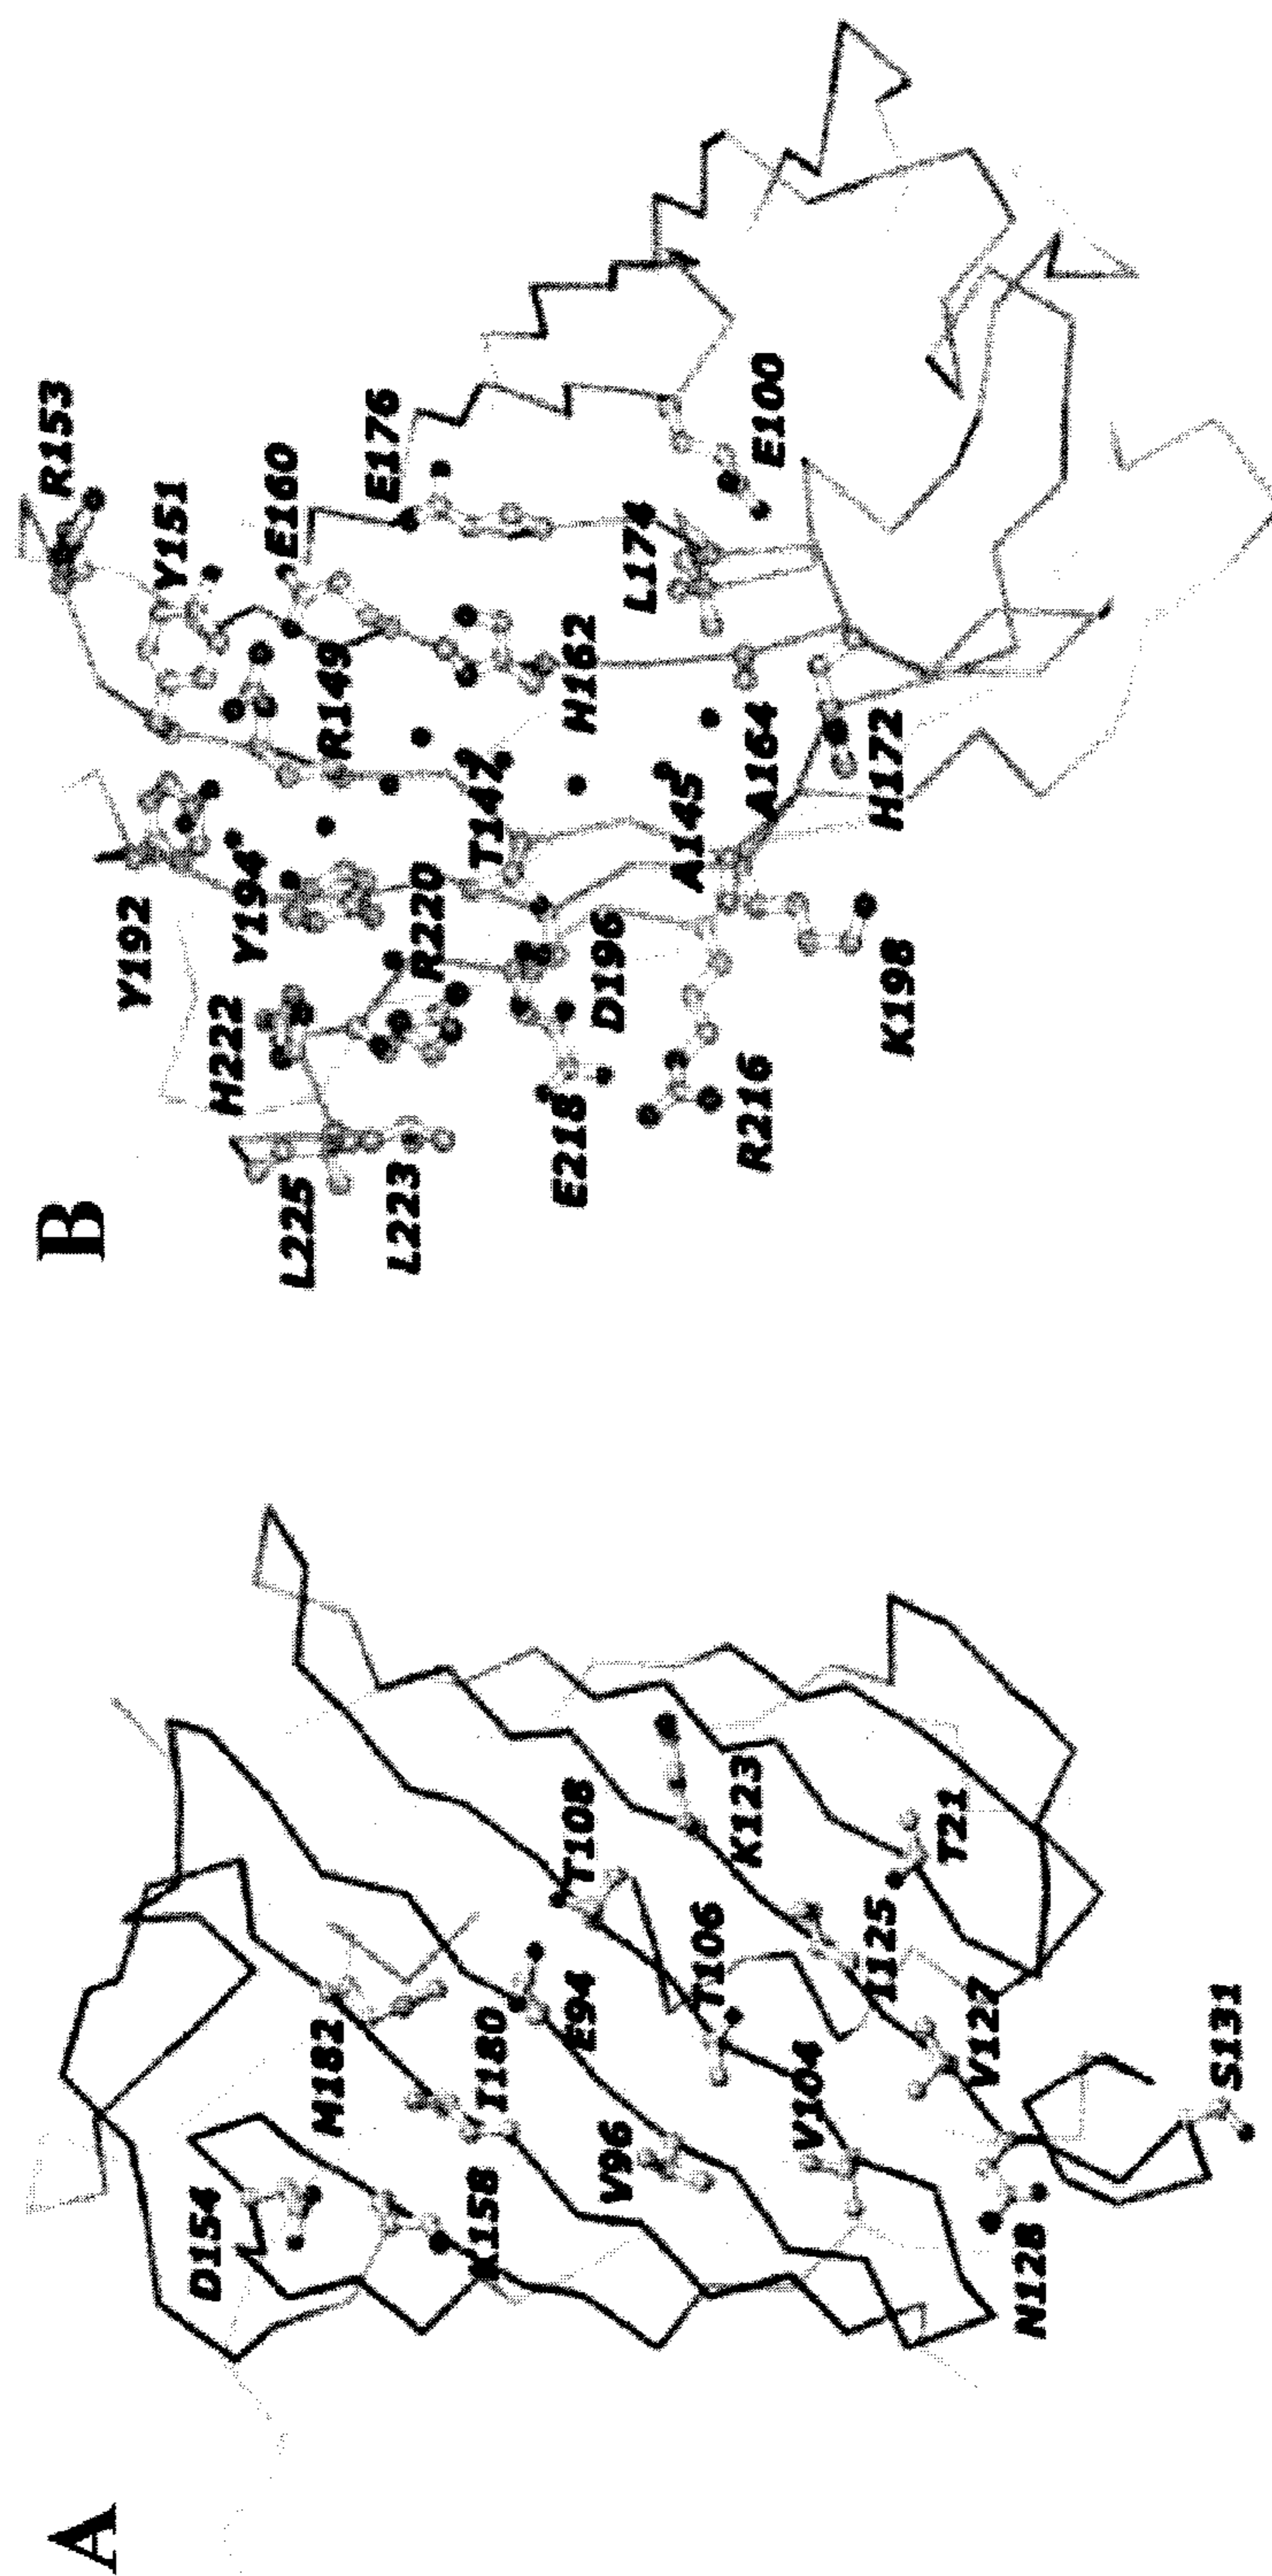 A
D154
M182
K158
I180
E94
V96
T108
T106
V104
K123
I125
T21
V127
N128
S131
B
R153
Y151
E160
E176
R149
H162
L174
E100
Y192
Y194
R220
T147
A145
A164
H172
H222
D196
K198
L225
L223
E218
R216